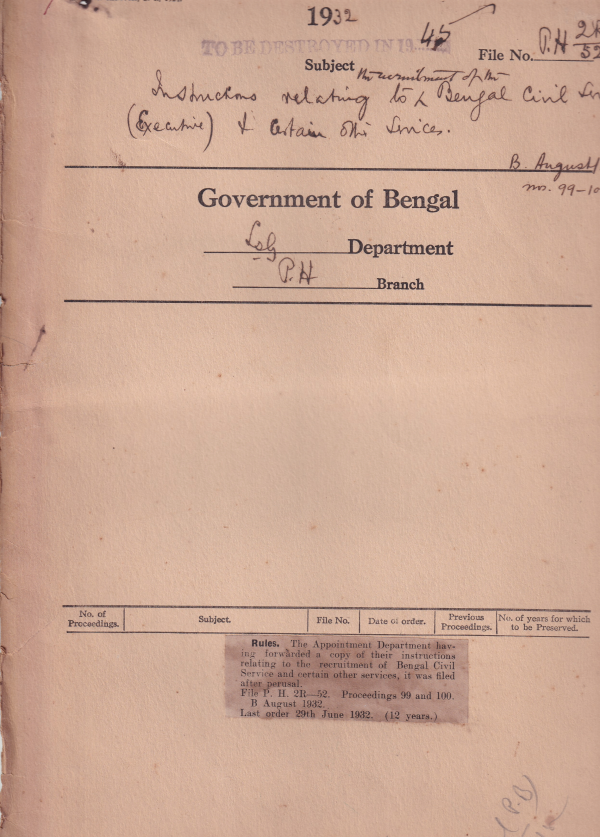 1932
45
TO BE DESTROYED IN 19
File No. P.H 2R
52
Subject
the recruitment of the
Instructions relating to Bengal Civil Ser
(Executive) & certain other services.
B. August
nos. 99-10
Government of Bengal
LSG Department
P.H Branch
No. of Proceedings. Subject. File No. Date of order. Previous Proceedings. No. of years for which to be Preserved.
Rules. The Appointment Department hav-
ing forwarded a copy of their instructions
relating to the recruitment of Bengal Civil
Service and certain other services, it was filed
after perusal.
File P. H. 2R—52. Proceedings 99 and 100.
B August 1932.
Last order 29th June 1932. (12 years.)